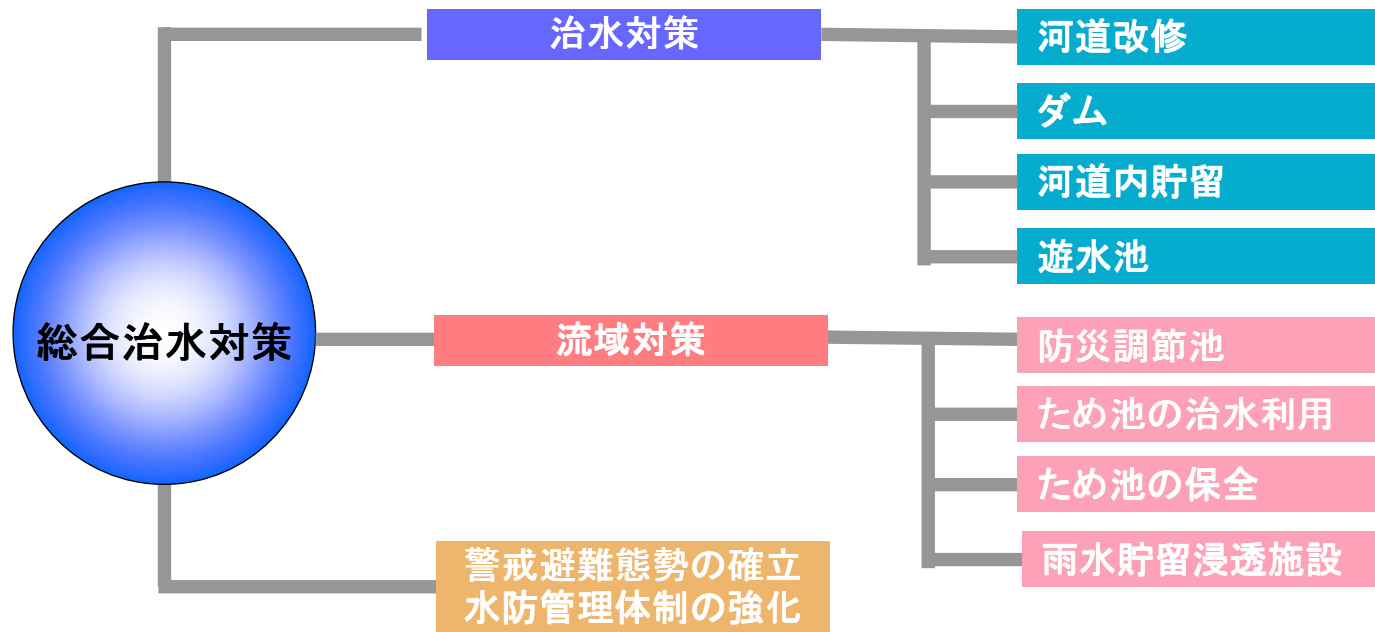 総合治水対策
治水対策
河道改修
ダム
河道内貯留
遊水池
流域対策
防災調節池
ため池の治水利用
ため池の保全
雨水貯留浸透施設
警戒避難態勢の確立
水防管理体制の強化